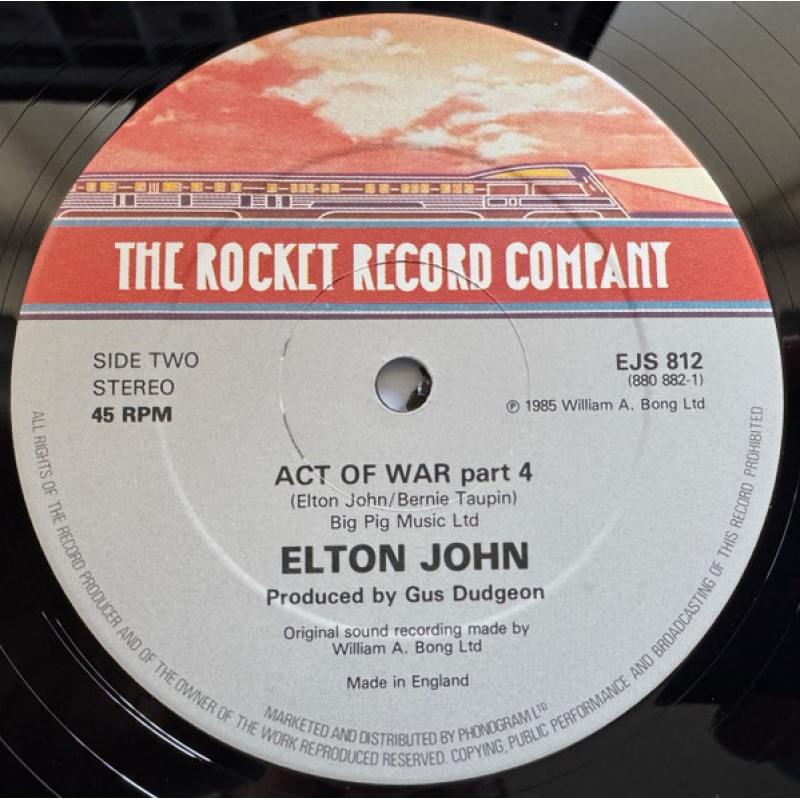 THE ROCKET RECORD COMPANY
SIDE TWO
STEREO
45 RPM
EJS 812
(880 882-1)
℗ 1985 William A. Bong Ltd
ACT OF WAR part 4
(Elton John/Bernie Taupin)
Big Pig Music Ltd
ELTON JOHN
Produced by Gus Dudgeon
Original sound recording made by
William A. Bong Ltd
Made in England
MARKETED AND DISTRIBUTED BY PHONOGRAM LTD.
ALL RIGHTS OF THE RECORD PRODUCER AND OF THE OWNER OF THE WORK REPRODUCED RESERVED. COPYING, PUBLIC PERFORMANCE AND BROADCASTING OF THIS RECORD PROHIBITED